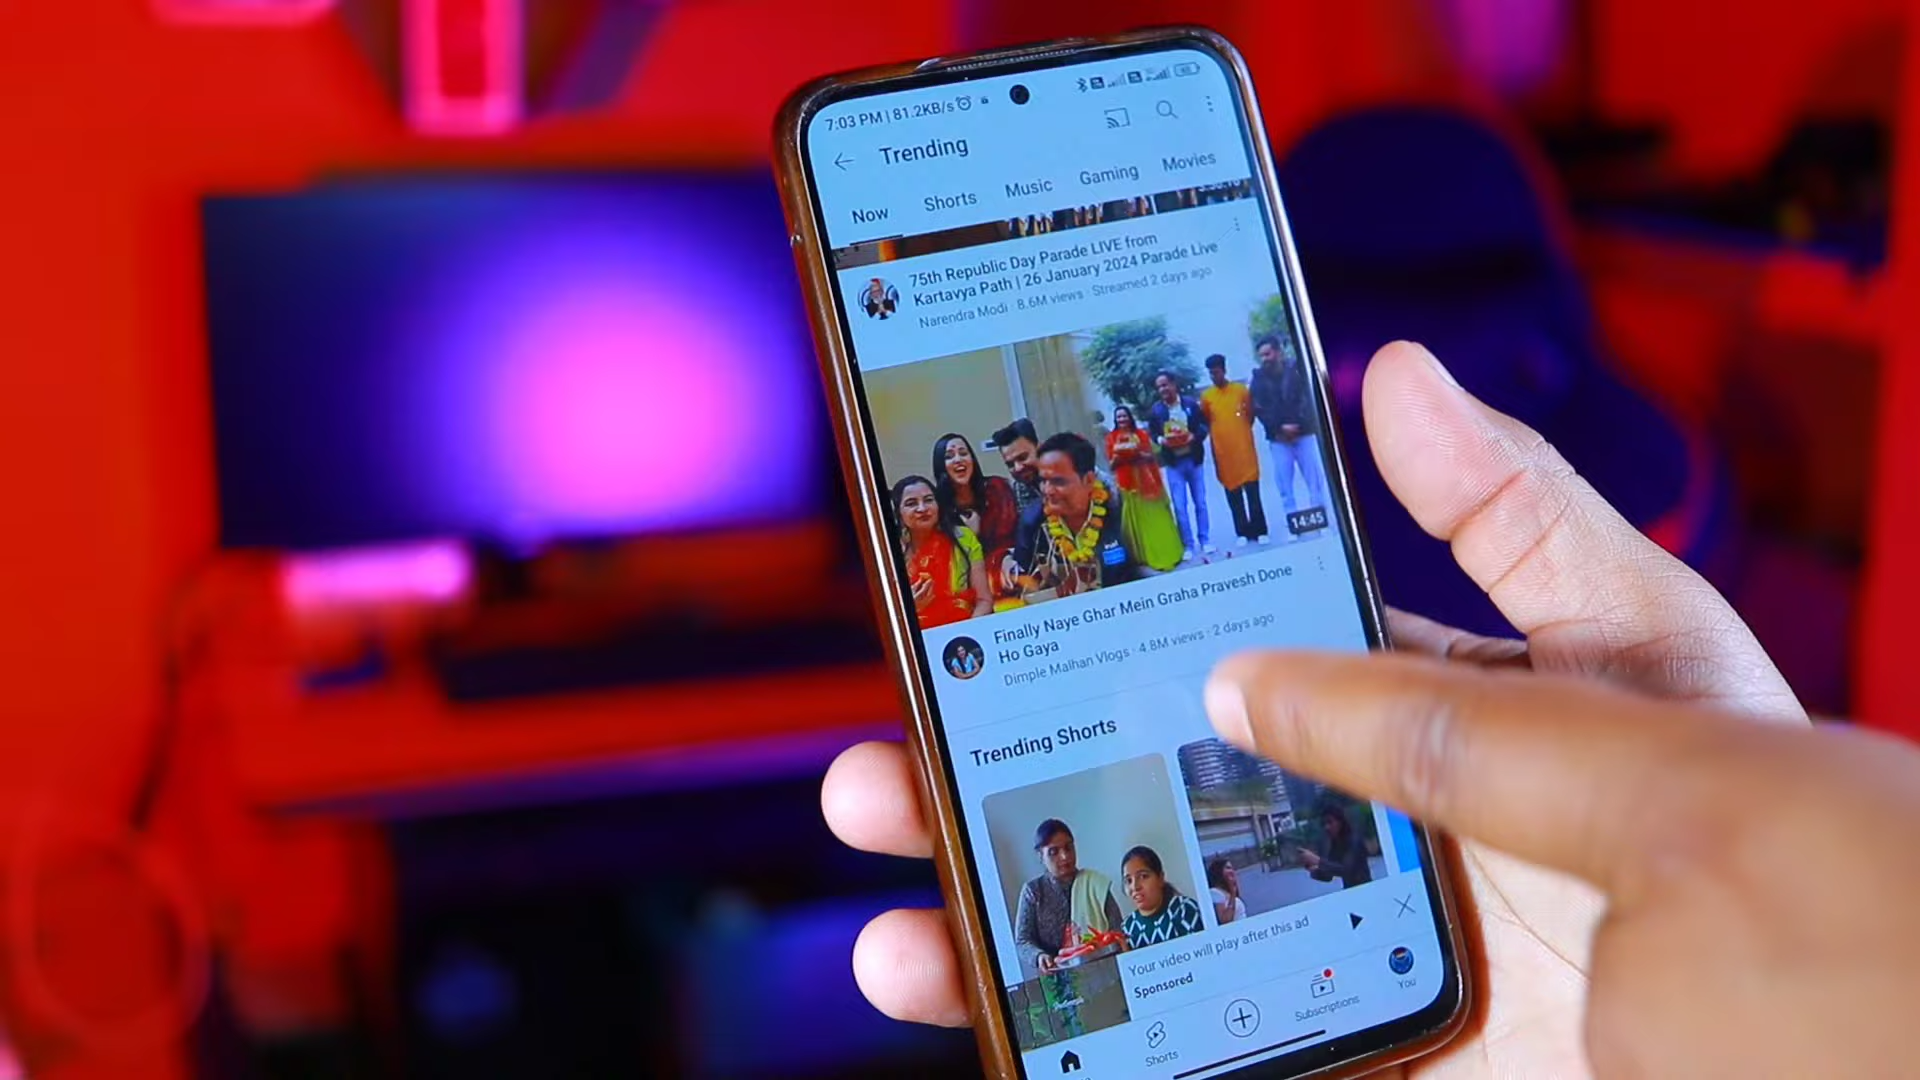 7:03 PM | 81.2KB/s
Trending
Now Shorts Music Gaming Movies
75th Republic Day Parade LIVE from
Kartavya Path | 26 January 2024 Parade Live
Narendra Modi · 8.6M views · Streamed 2 days ago
14:45
Finally Naye Ghar Mein Graha Pravesh Done
Ho Gaya
Dimple Malhan Vlogs · 4.8M views · 2 days ago
Trending Shorts
Your video will play after this ad
Sponsored
Shorts
Subscriptions
You